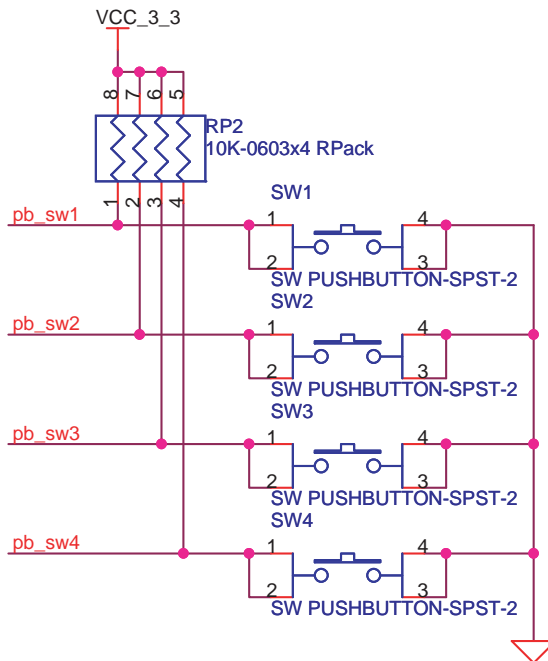 VCC_3_3
8 7 6 5
RP2
10K-0603x4 RPack
1 2 3 4
SW1
pb_sw1
1 4
2 3
SW PUSHBUTTON-SPST-2
SW2
pb_sw2
1 4
2 3
SW PUSHBUTTON-SPST-2
SW3
pb_sw3
1 4
2 3
SW PUSHBUTTON-SPST-2
SW4
pb_sw4
1 4
2 3
SW PUSHBUTTON-SPST-2